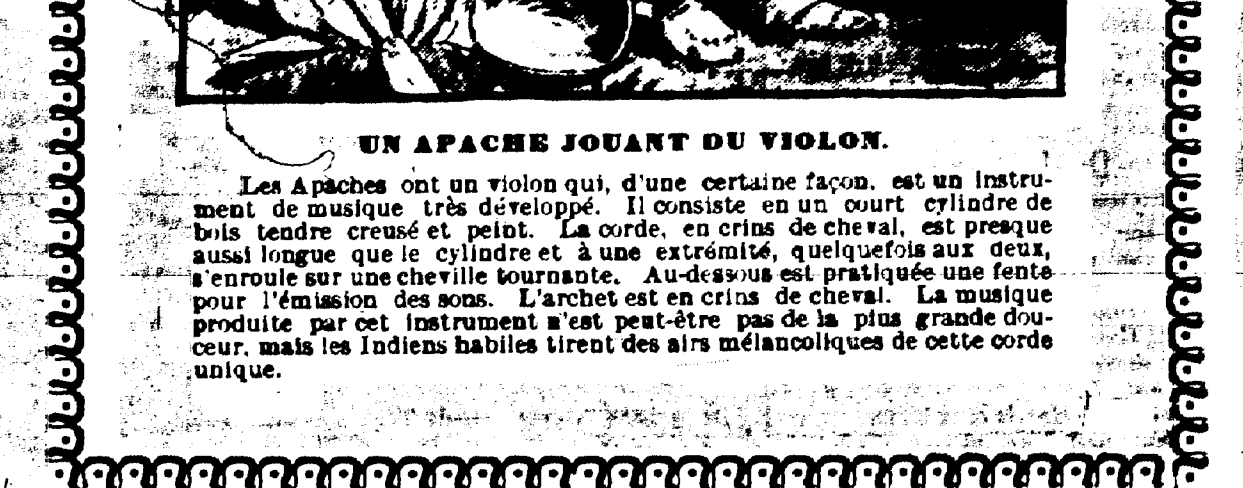 UN APACHE JOUANT DU VIOLON.
Les Apaches ont un violon qui, d'une certaine façon, est un instru-
ment de musique très développé. Il consiste en un court cylindre de
bois tendre creusé et peint. La corde, en crins de cheval, est presque
aussi longue que le cylindre et à une extrémité, quelquefois aux deux,
s'enroule sur une cheville tournante. Au-dessous est pratiquée une fente
pour l'émission des sons. L'archet est en crins de cheval. La musique
produite par cet instrument n'est peut-être pas de la plus grande dou-
ceur, mais les Indiens habiles tirent des airs mélancoliques de cette corde
unique.